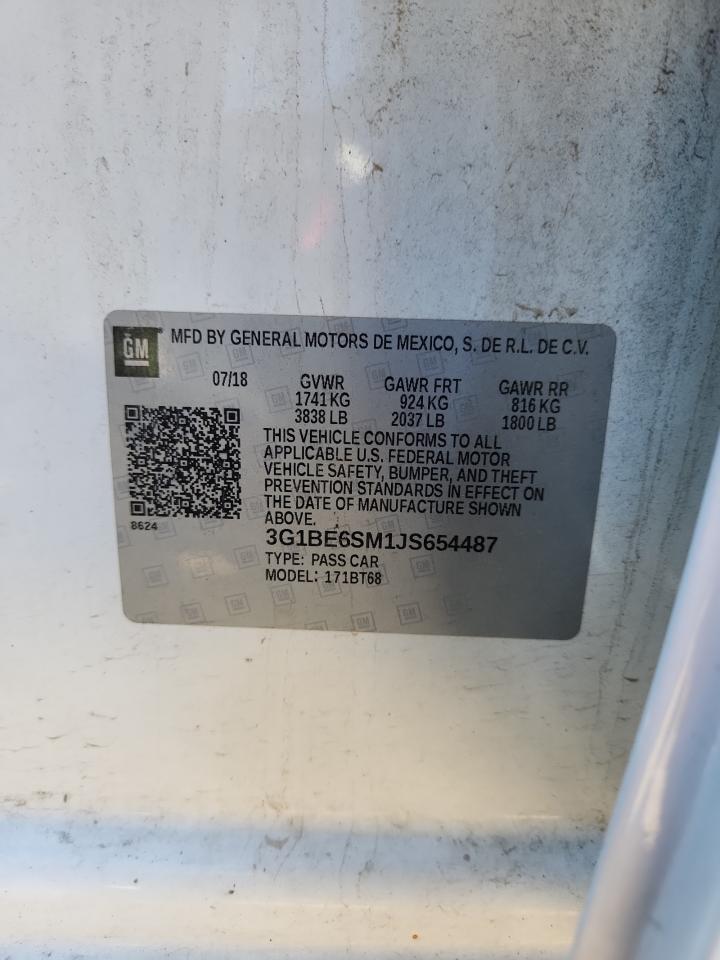 GM
MFD BY GENERAL MOTORS DE MEXICO, S. DE R.L. DE C.V.
07/18 GVWR GAWR FRT GAWR RR
1741 KG 924 KG 816 KG
3838 LB 2037 LB 1800 LB
THIS VEHICLE CONFORMS TO ALL
APPLICABLE U.S. FEDERAL MOTOR
VEHICLE SAFETY, BUMPER, AND THEFT
PREVENTION STANDARDS IN EFFECT ON
THE DATE OF MANUFACTURE SHOWN
ABOVE.
8624
3G1BE6SM1JS654487
TYPE: PASS CAR
MODEL: 171BT68